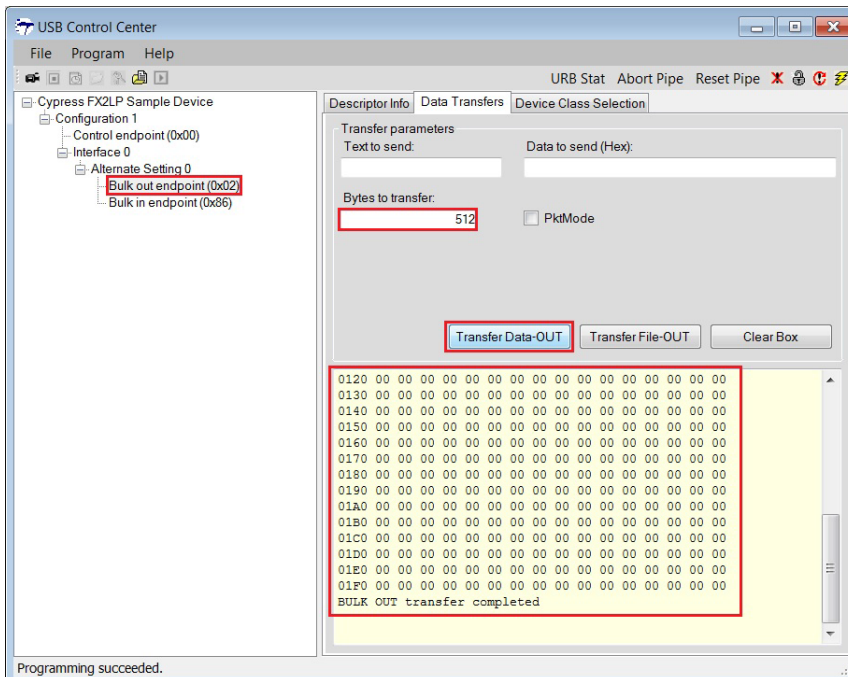 USB Control Center
File Program Help
URB Stat Abort Pipe Reset Pipe
Cypress FX2LP Sample Device
Configuration 1
Control endpoint (0x00)
Interface 0
Alternate Setting 0
Bulk out endpoint (0x02)
Bulk in endpoint (0x86)
Descriptor Info Data Transfers Device Class Selection
Transfer parameters
Text to send: Data to send (Hex):
Bytes to transfer:
512 PktMode
Transfer Data-OUT Transfer File-OUT Clear Box
0120 00 00 00 00 00 00 00 00 00 00 00 00 00 00 00 00
0130 00 00 00 00 00 00 00 00 00 00 00 00 00 00 00 00
0140 00 00 00 00 00 00 00 00 00 00 00 00 00 00 00 00
0150 00 00 00 00 00 00 00 00 00 00 00 00 00 00 00 00
0160 00 00 00 00 00 00 00 00 00 00 00 00 00 00 00 00
0170 00 00 00 00 00 00 00 00 00 00 00 00 00 00 00 00
0180 00 00 00 00 00 00 00 00 00 00 00 00 00 00 00 00
0190 00 00 00 00 00 00 00 00 00 00 00 00 00 00 00 00
01A0 00 00 00 00 00 00 00 00 00 00 00 00 00 00 00 00
01B0 00 00 00 00 00 00 00 00 00 00 00 00 00 00 00 00
01C0 00 00 00 00 00 00 00 00 00 00 00 00 00 00 00 00
01D0 00 00 00 00 00 00 00 00 00 00 00 00 00 00 00 00
01E0 00 00 00 00 00 00 00 00 00 00 00 00 00 00 00 00
01F0 00 00 00 00 00 00 00 00 00 00 00 00 00 00 00 00
BULK OUT transfer completed
Programming succeeded.